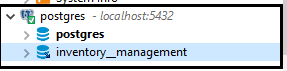 postgres - localhost:5432
postgres
inventory__management